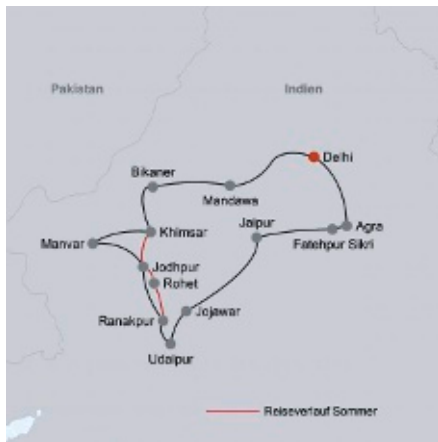 Pakistan
Indien
Delhi
Bikaner
Mandawa
Jaipur
Agra
Fatehpur Sikri
Khimsar
Manvar
Jodhpur
Rohet
Ranakpur
Jojawar
Udaipur
Reiseverlauf Sommer